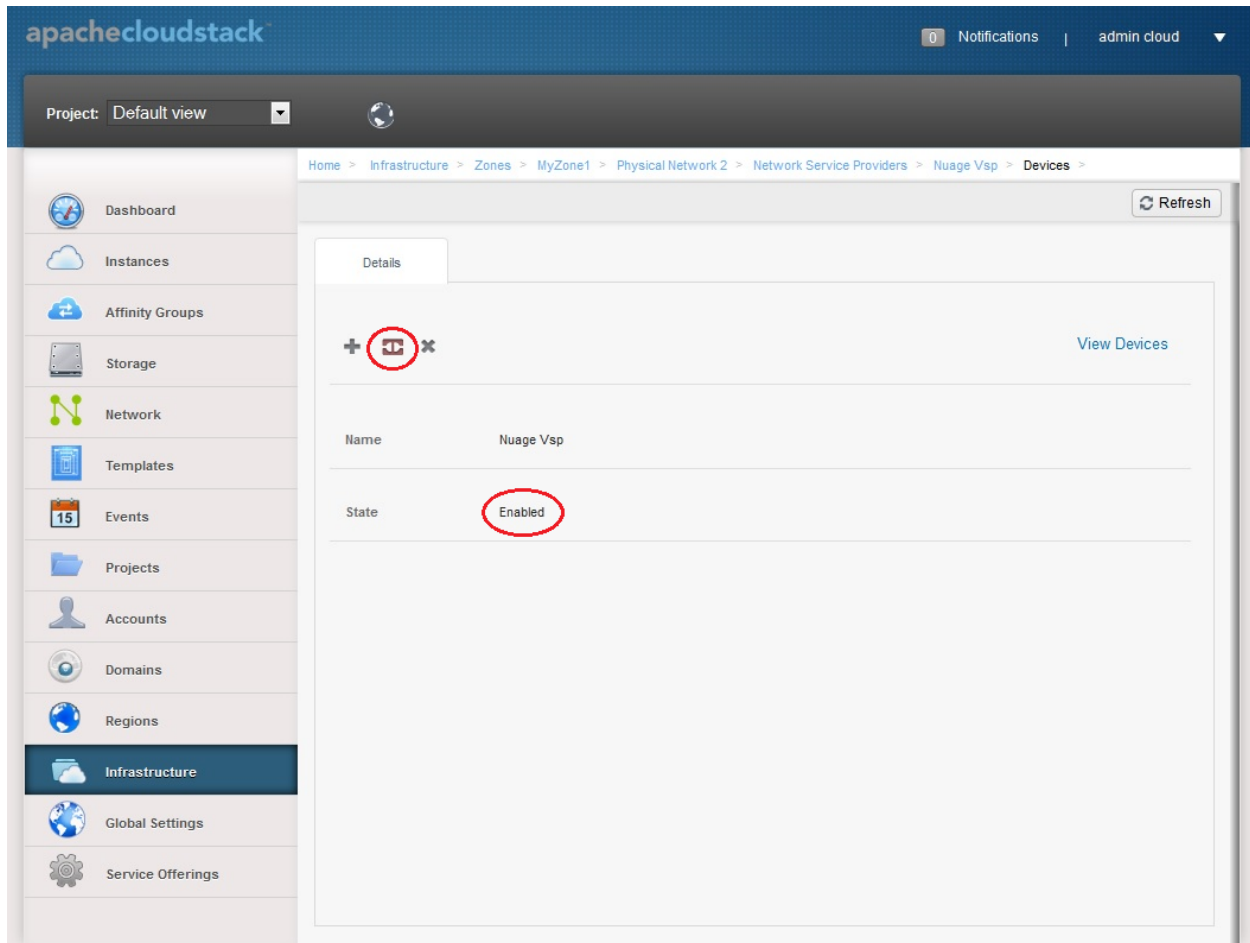 apachecloudstack
0 Notifications | admin cloud
Project: Default view
Home > Infrastructure > Zones > MyZone1 > Physical Network 2 > Network Service Providers > Nuage Vsp > Devices >
Refresh
Dashboard
Instances
Affinity Groups
Storage
Network
Templates
15 Events
Projects
Accounts
Domains
Regions
Infrastructure
Global Settings
Service Offerings
Details
View Devices
Name Nuage Vsp
State Enabled